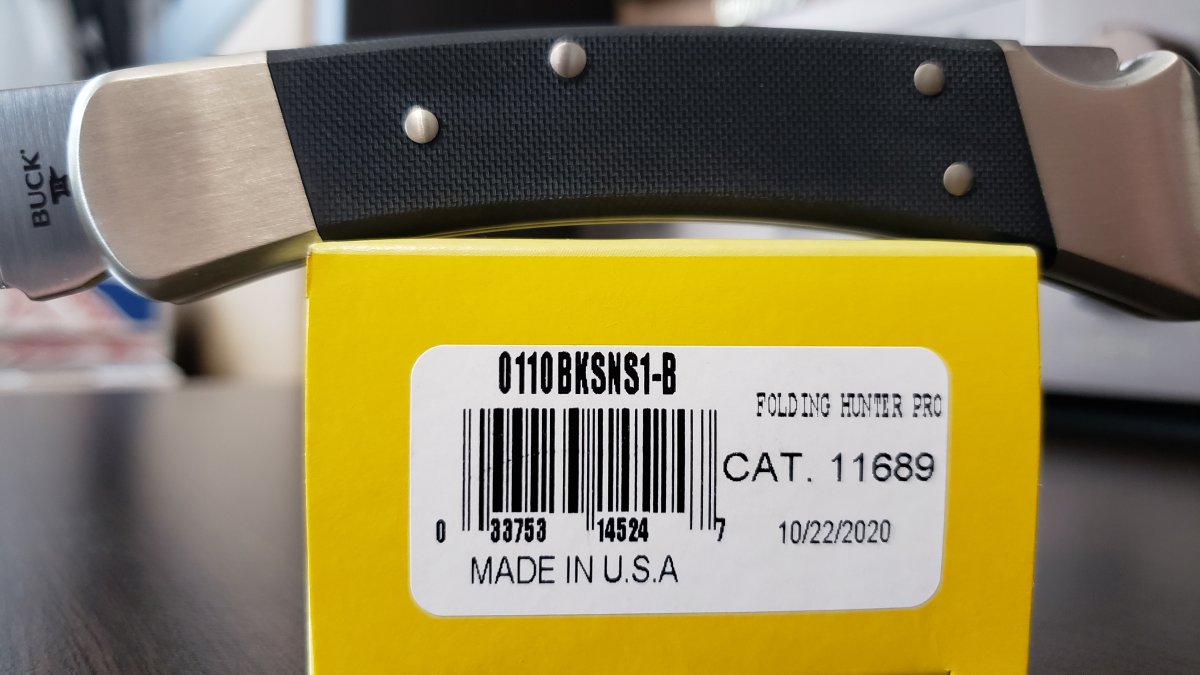 BUCK
0110BKSNS1-B
FOLDING HUNTER PRO
CAT. 11689
0 33753 14524 7
10/22/2020
MADE IN U.S.A